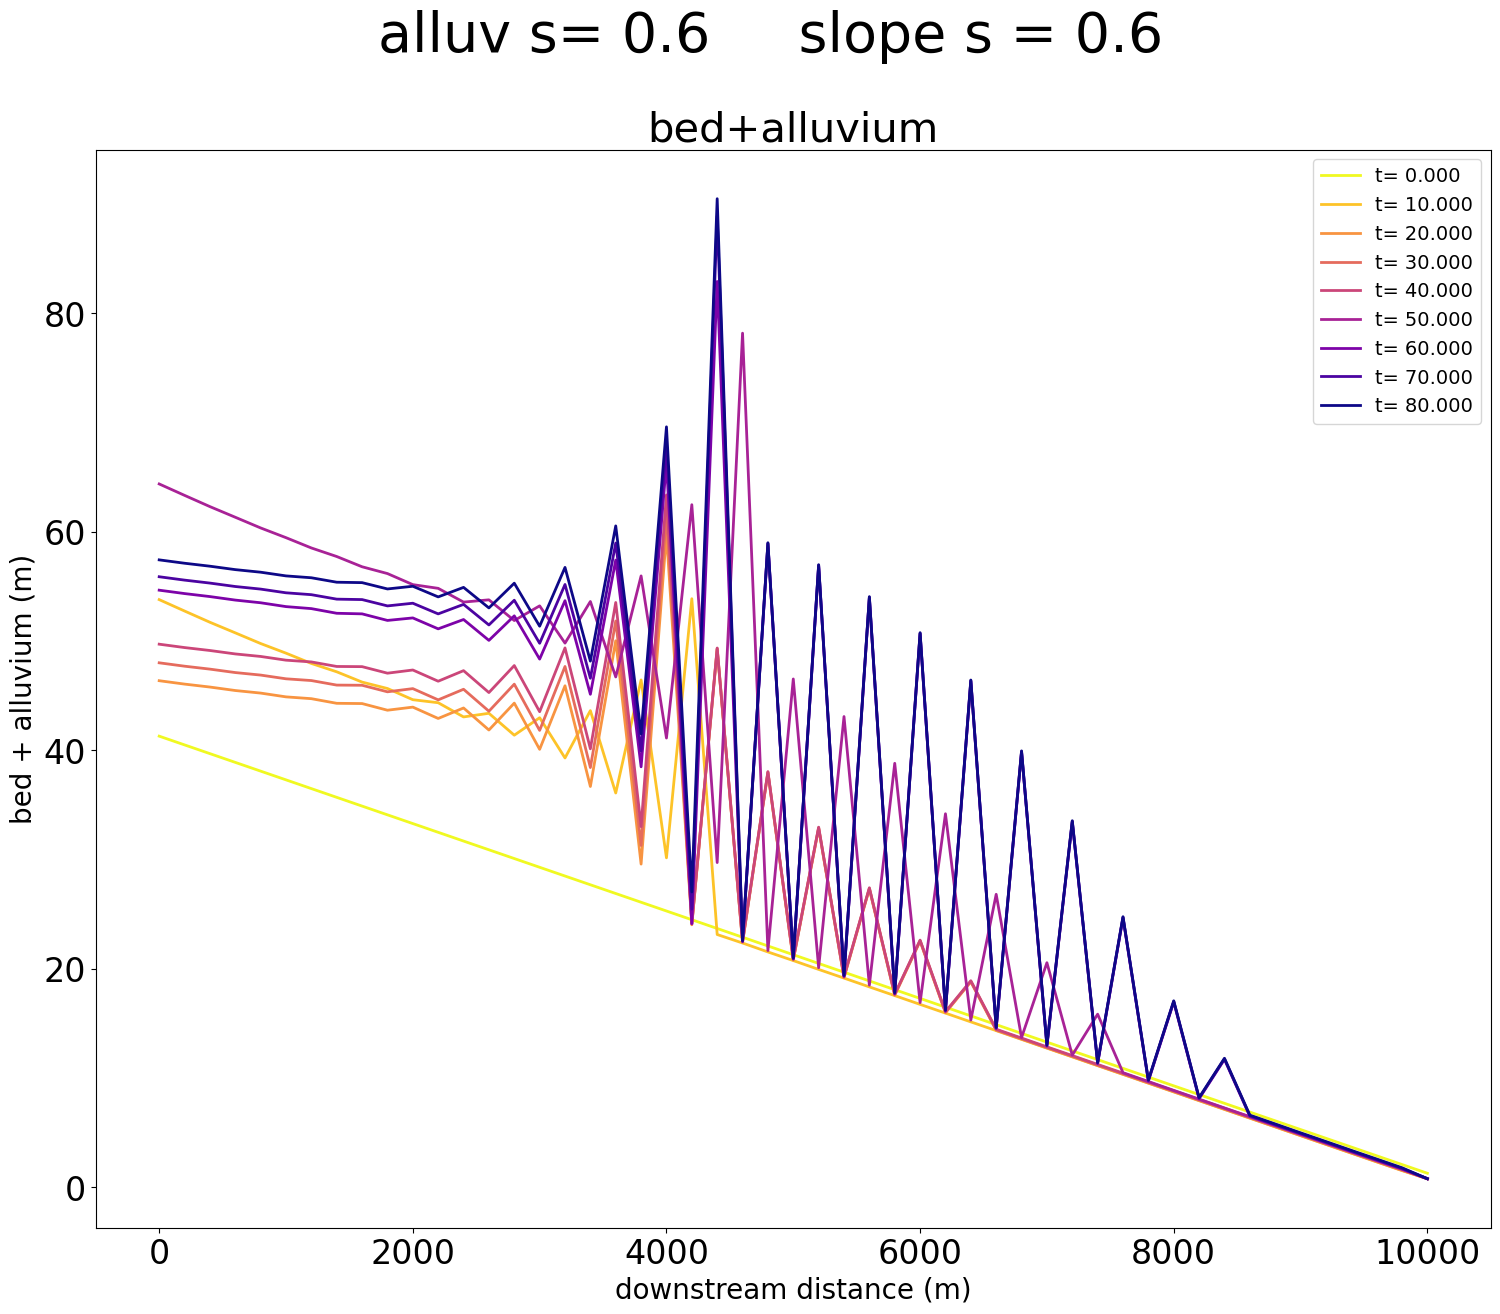 alluv s= 0.6     slope s = 0.6
bed+alluvium
t= 0.000
t= 10.000
t= 20.000
t= 30.000
t= 40.000
t= 50.000
t= 60.000
t= 70.000
t= 80.000
bed + alluvium (m)
80
60
40
20
0
0 2000 4000 6000 8000 10000
downstream distance (m)